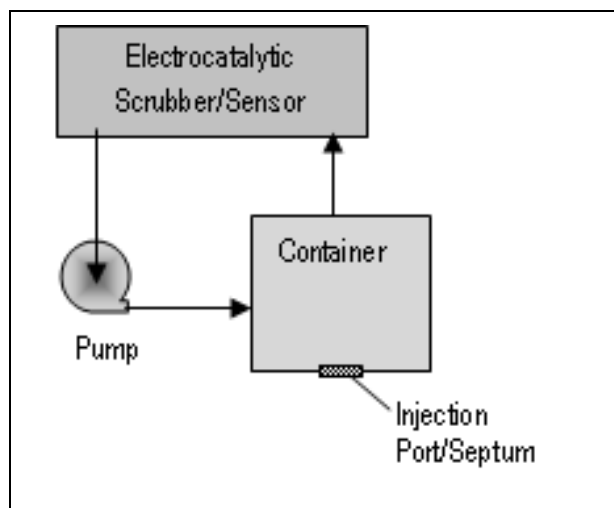 Electrocatalytic
Scrubber/Sensor
Container
Pump
Injection
Port/Septum